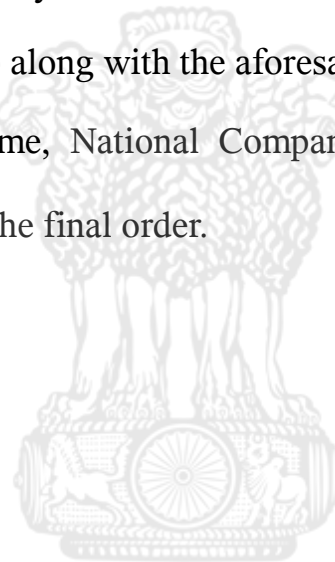 along with the aforesa
me, National Compan
he final order.